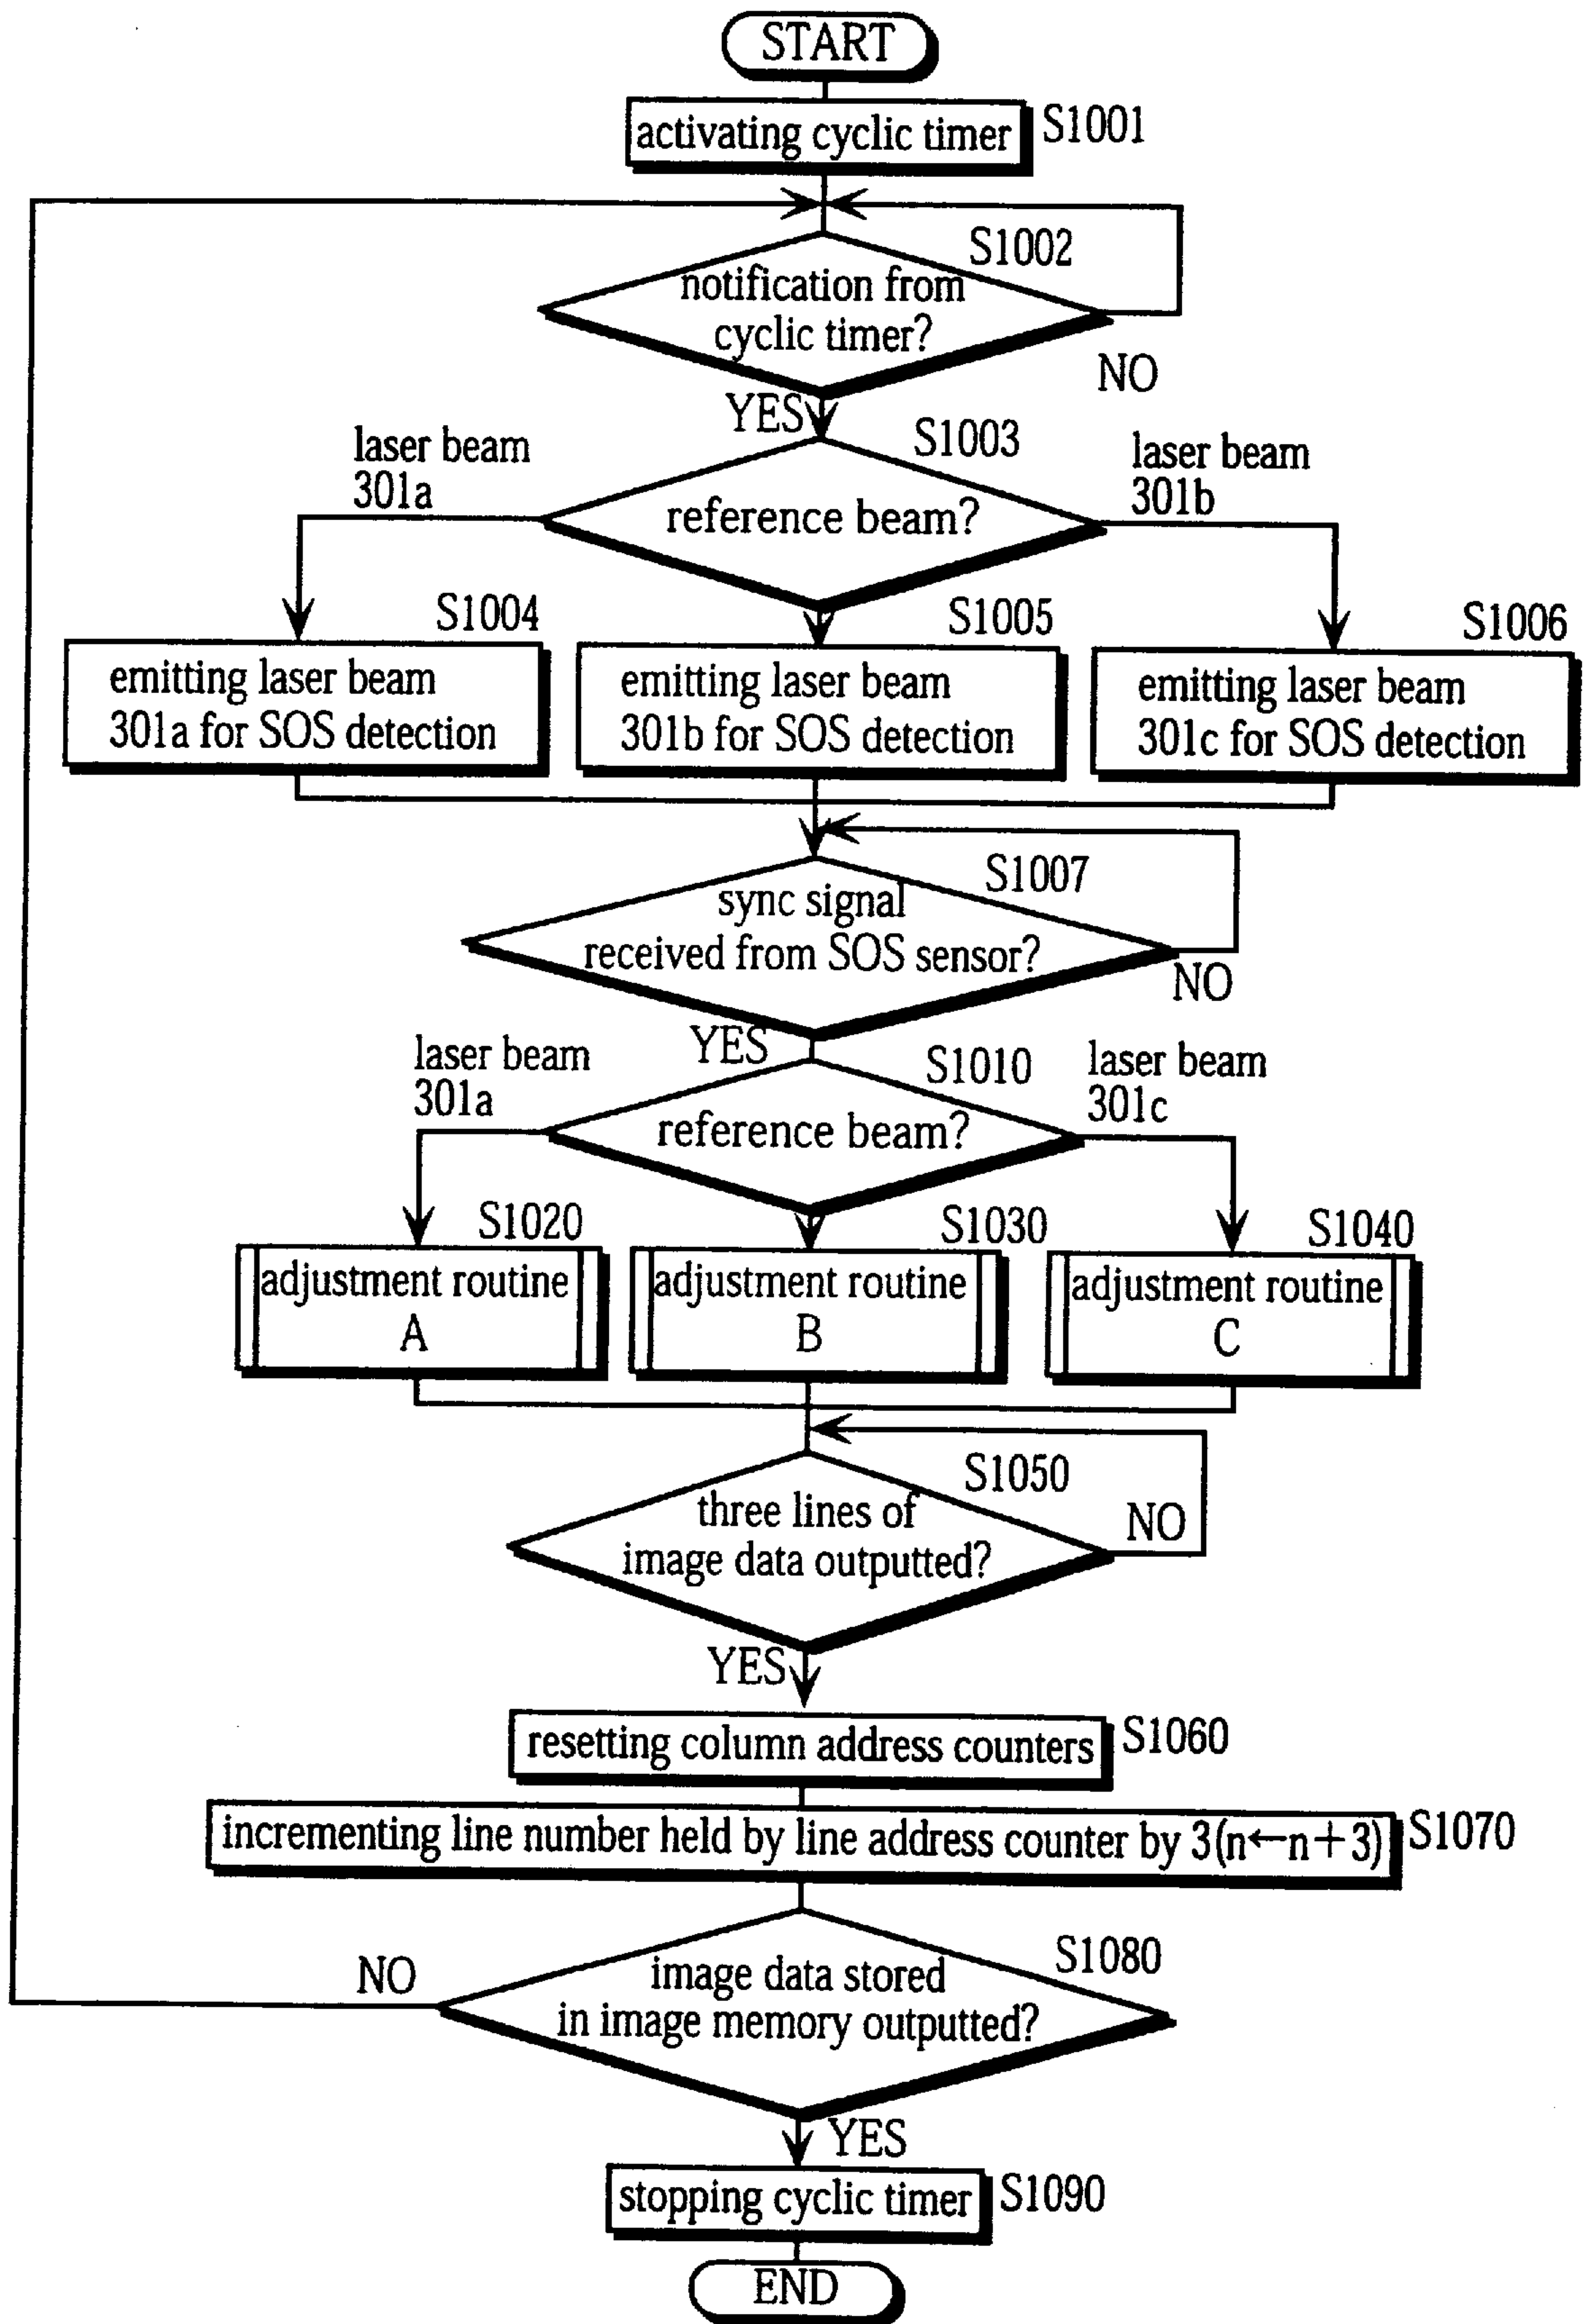 START
activating cyclic timer
S1001
S1002
notification from
cyclic timer?
NO
YES
S1003
laser beam
301a
laser beam
301b
reference beam?
S1004
S1005
S1006
emitting laser beam
301a for SOS detection
emitting laser beam
301b for SOS detection
emitting laser beam
301c for SOS detection
S1007
sync signal
received from SOS sensor?
NO
YES
S1010
laser beam
301a
laser beam
301c
reference beam?
S1020
S1030
S1040
adjustment routine
A
adjustment routine
B
adjustment routine
C
S1050
three lines of
image data outputted?
NO
YES
resetting column address counters
S1060
incrementing line number held by line address counter by 3(n←n+3)
S1070
S1080
image data stored
in image memory outputted?
NO
YES
stopping cyclic timer
S1090
END